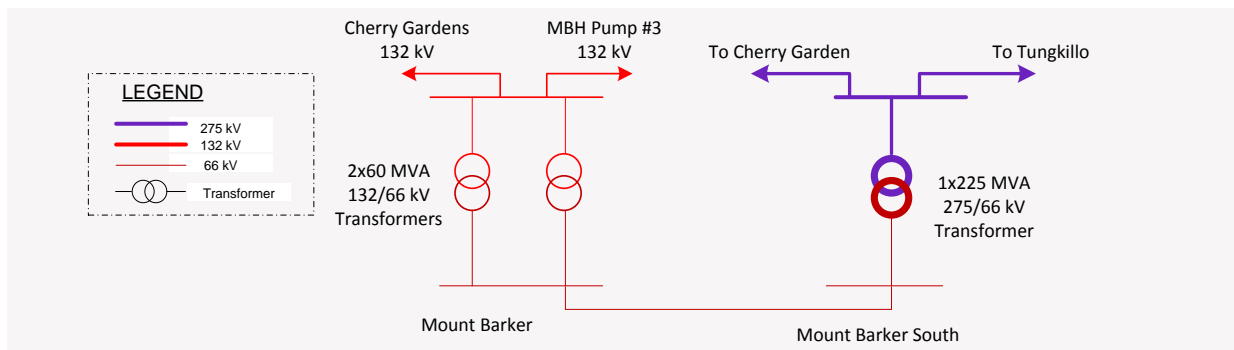 Cherry Gardens
132 kV
MBH Pump #3
132 kV
To Cherry Garden
To Tungkillo
LEGEND
275 kV
132 kV
66 kV
Transformer
2x60 MVA
132/66 kV
Transformers
1x225 MVA
275/66 kV
Transformer
Mount Barker
Mount Barker South